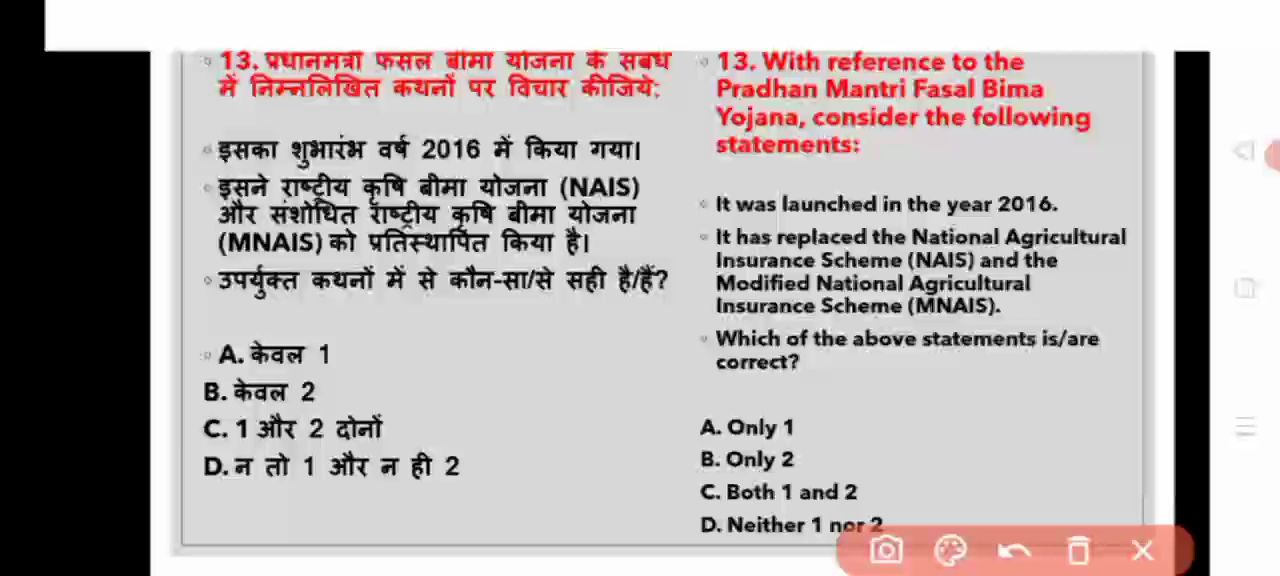 13. प्रधानमंत्री फसल बीमा योजना के संबंध
में निम्नलिखित कथनों पर विचार कीजिये:
इसका शुभारंभ वर्ष 2016 में किया गया।
इसने राष्ट्रीय कृषि बीमा योजना (NAIS)
और संशोधित राष्ट्रीय कृषि बीमा योजना
(MNAIS) को प्रतिस्थापित किया है।
उपर्युक्त कथनों में से कौन-सा/से सही है/हैं?
A. केवल 1
B. केवल 2
C. 1 और 2 दोनों
D. न तो 1 और न ही 2
13. With reference to the
Pradhan Mantri Fasal Bima
Yojana, consider the following
statements:
It was launched in the year 2016.
It has replaced the National Agricultural
Insurance Scheme (NAIS) and the
Modified National Agricultural
Insurance Scheme (MNAIS).
Which of the above statements is/are
correct?
A. Only 1
B. Only 2
C. Both 1 and 2
D. Neither 1 nor 2